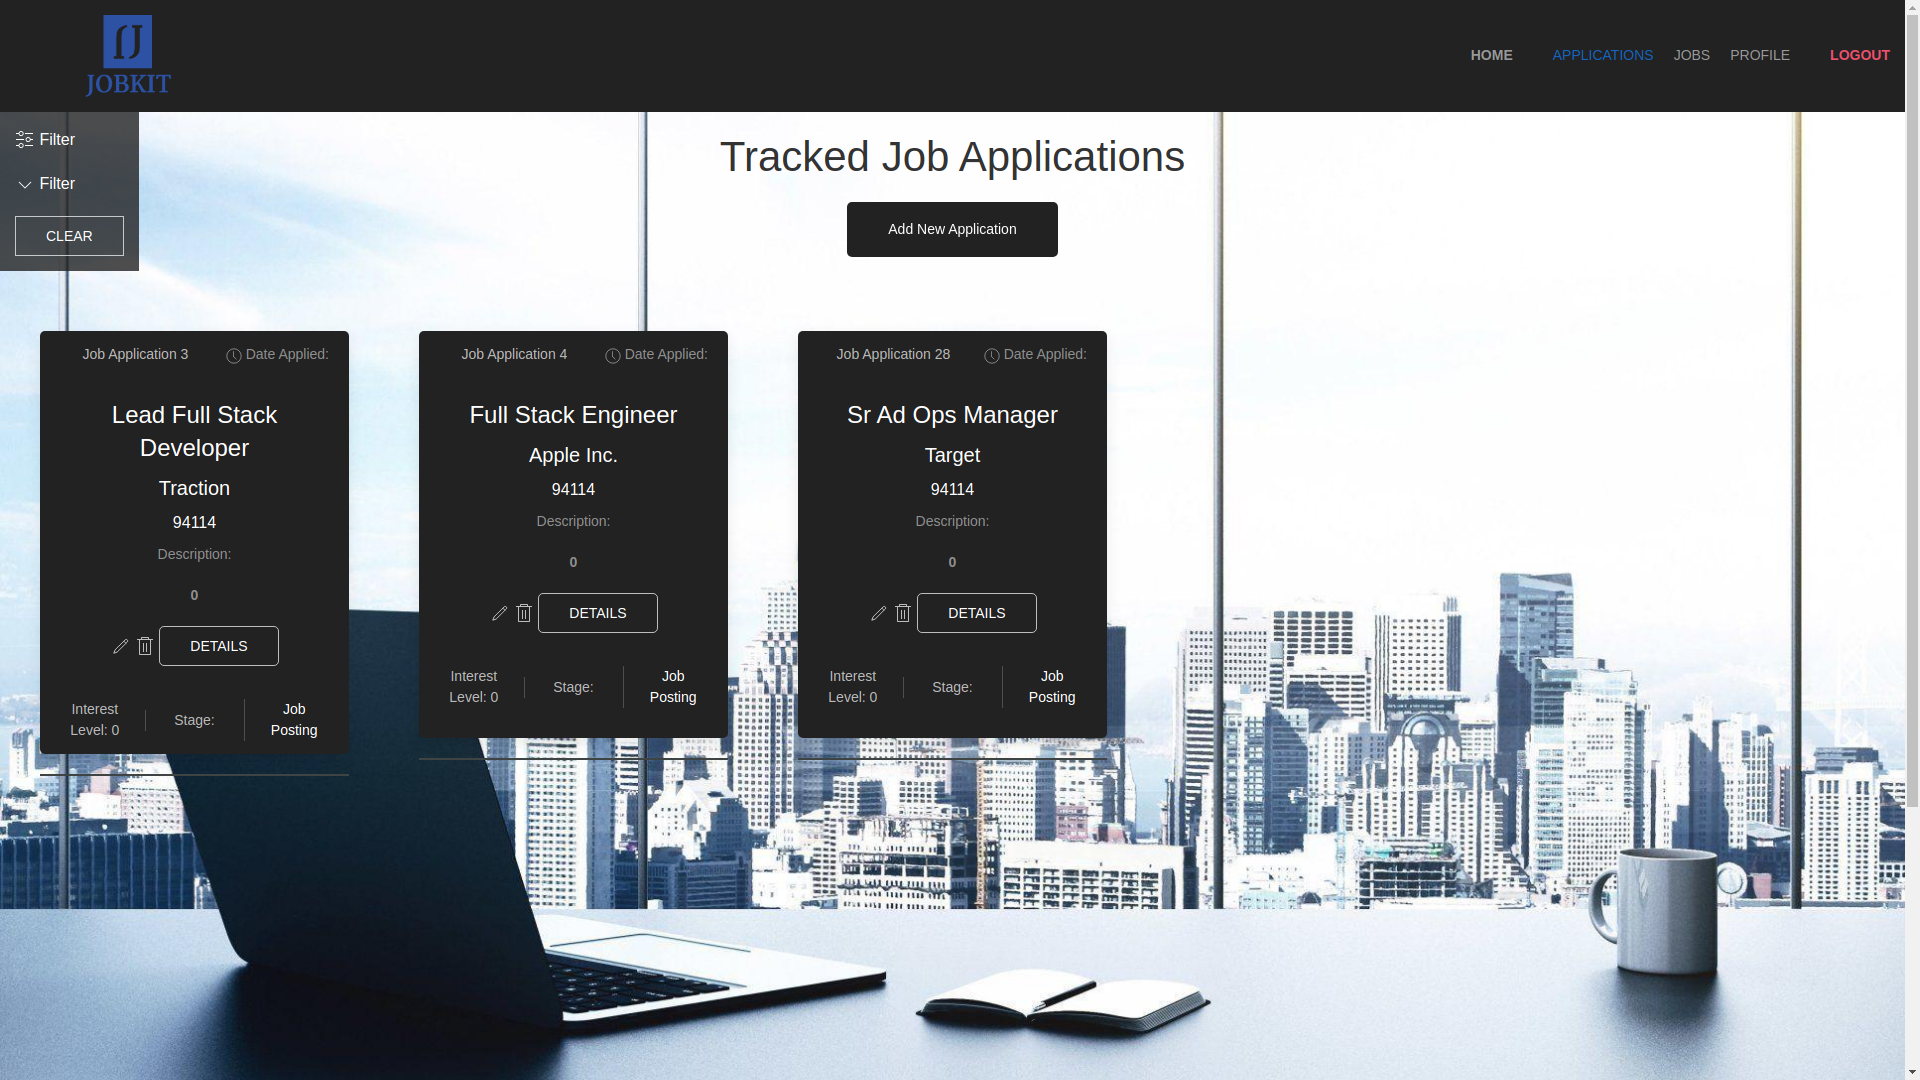 JOBKIT
HOME APPLICATIONS JOBS PROFILE LOGOUT
Filter
Filter
CLEAR
Tracked Job Applications
Add New Application
Job Application 3 Date Applied:
Lead Full Stack
Developer
Traction
94114
Description:
0
DETAILS
Interest
Level: 0
Stage:
Job
Posting
Job Application 4 Date Applied:
Full Stack Engineer
Apple Inc.
94114
Description:
0
DETAILS
Interest
Level: 0
Stage:
Job
Posting
Job Application 28 Date Applied:
Sr Ad Ops Manager
Target
94114
Description:
0
DETAILS
Interest
Level: 0
Stage:
Job
Posting